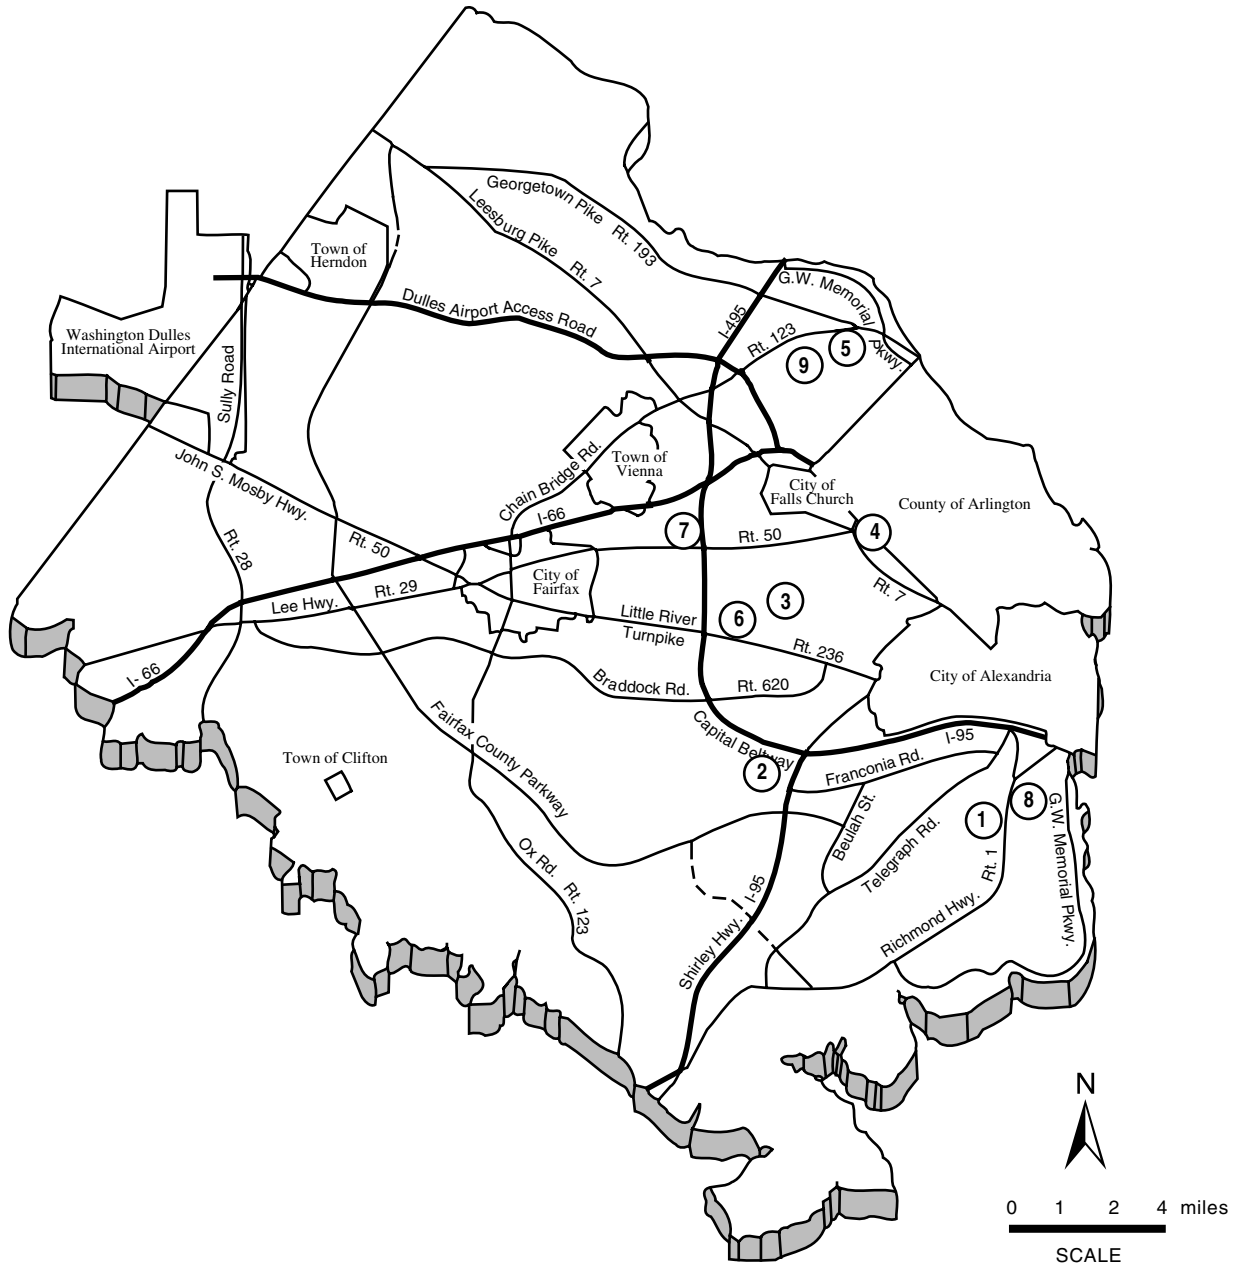 Georgetown Pike Rt. 193
Leesburg Pike Rt. 7
Town of
Herndon
G.W. Memorial Pkwy.
Dulles Airport Access Road
I-495
Washington Dulles
International Airport
Rt. 123
5
9
Sully Road
Chain Bridge Rd.
Town of
Vienna
John S. Mosby Hwy.
City of
Falls Church
County of Arlington
I-66
7
Rt. 50
4
Rt. 50
Rt. 28
City of
Fairfax
Rt. 29
Lee Hwy.
Rt. 7
3
6
Little River
Turnpike
Rt. 236
I- 66
Braddock Rd.
Rt. 620
City of Alexandria
Fairfax County Parkway
Capital Beltway
I-95
Town of Clifton
2
Franconia Rd.
8
1
G.W. Memorial Pkwy.
Beulah St.
Telegraph Rd.
Rt. 1
Ox Rd. Rt. 123
I-95
Shirley Hwy.
Richmond Hwy.
N
0 1 2 4 miles
SCALE